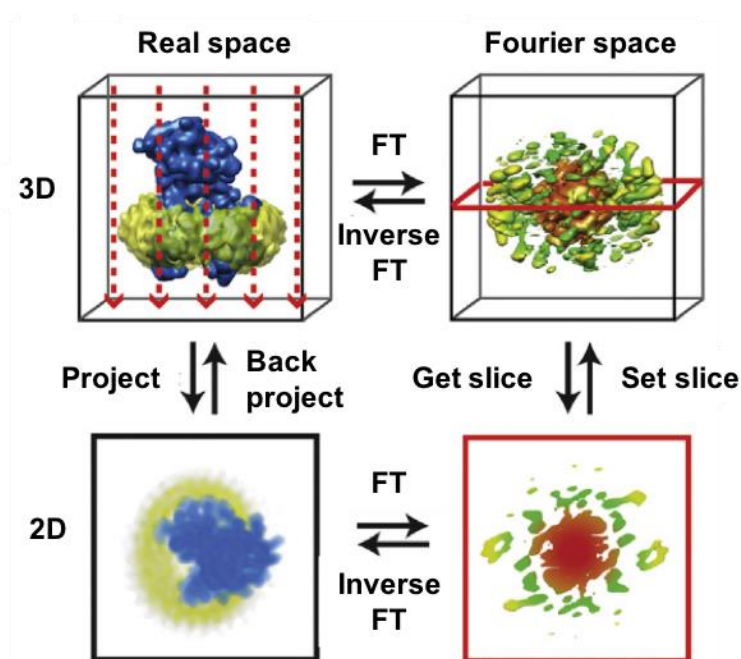 Real space
Fourier space
3D
FT
Inverse
FT
Project
Back
project
Get slice
Set slice
2D
FT
Inverse
FT